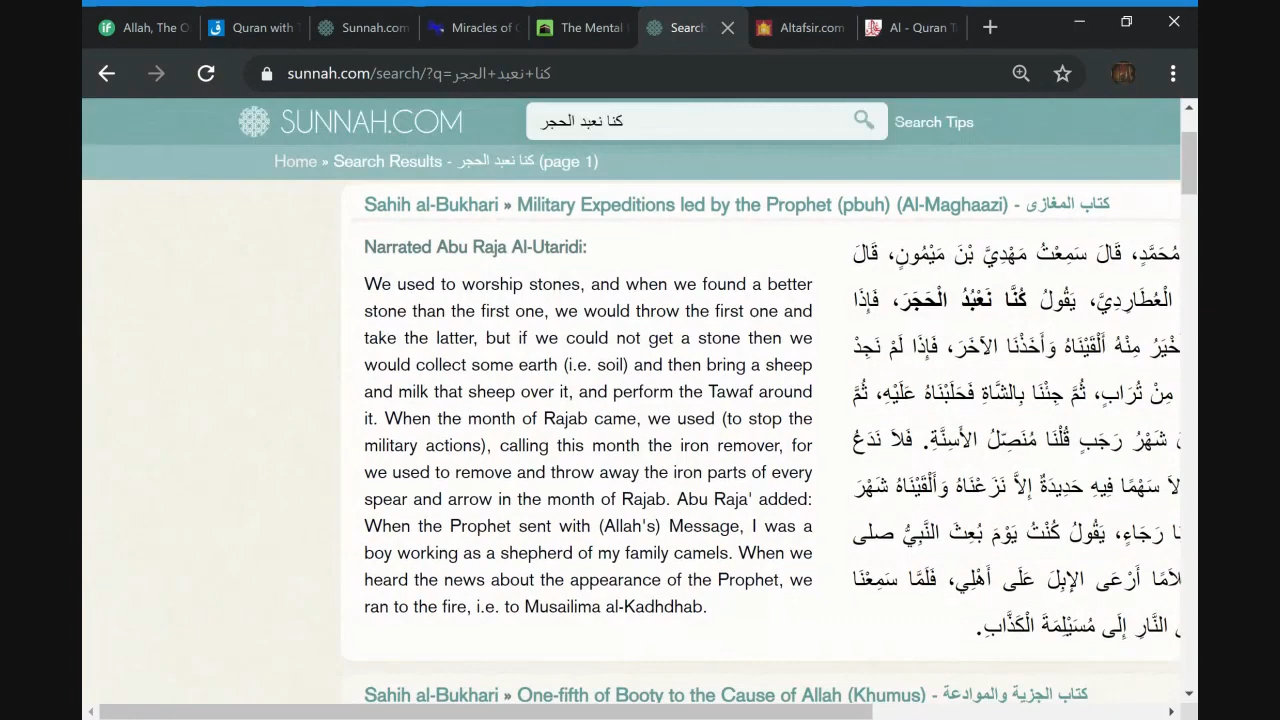 Allah, The O
Quran with T
Sunnah.com
Miracles of Q
The Mental
Search
Altafsir.com
Al - Quran T
sunnah.com/search/?q=كنا+نعبد+الحجر
SUNNAH.COM
كنا نعبد الحجر
Search Tips
Home » Search Results - كنا نعبد الحجر (page 1)
Sahih al-Bukhari » Military Expeditions led by the Prophet (pbuh) (Al-Maghaazi) - كتاب المغازى
Narrated Abu Raja Al-Utaridi:
We used to worship stones, and when we found a better
stone than the first one, we would throw the first one and
take the latter, but if we could not get a stone then we
would collect some earth (i.e. soil) and then bring a sheep
and milk that sheep over it, and perform the Tawaf around
it. When the month of Rajab came, we used (to stop the
military actions), calling this month the iron remover, for
we used to remove and throw away the iron parts of every
spear and arrow in the month of Rajab. Abu Raja' added:
When the Prophet sent with (Allah's) Message, I was a
boy working as a shepherd of my family camels. When we
heard the news about the appearance of the Prophet, we
ran to the fire, i.e. to Musailima al-Kadhdhab.
مُحَمَّدٍ، قَالَ سَمِعْتُ مَهْدِيَّ بْنَ مَيْمُونٍ، قَالَ
الْعُطَارِدِيَّ، يَقُولُ كُنَّا نَعْبُدُ الْحَجَرَ، فَإِذَا
خْيَرُ مِنْهُ أَلْقَيْنَاهُ وَأَخَذْنَا الآخَرَ، فَإِذَا لَمْ نَجِدْ
مِنْ تُرَابٍ، ثُمَّ جِئْنَا بِالشَّاةِ فَحَلَبْنَاهُ عَلَيْهِ، ثُمَّ
شَهْرُ رَجَبٍ قُلْنَا مُنَصِّلُ الأَسِنَّةِ. فَلاَ نَدَعُ
لاَ سَهْمًا فِيهِ حَدِيدَةٌ إِلاَّ نَزَعْنَاهُ وَأَلْقَيْنَاهُ شَهْرَ
رَجَاءٍ، يَقُولُ كُنْتُ يَوْمَ بُعِثَ النَّبِيُّ صلى
لاَمًا أَرْعَى الإِبِلَ عَلَى أَهْلِي، فَلَمَّا سَمِعْنَا
النَّارِ إِلَى مُسَيْلِمَةَ الْكَذَّابِ.
Sahih al-Bukhari » One-fifth of Booty to the Cause of Allah (Khumus) - كتاب الجزية والموادعة